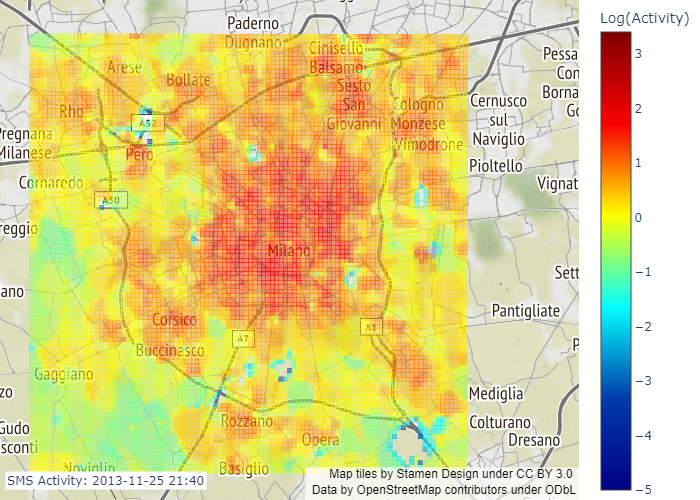 Log(Activity)
3
2
1
0
−1
−2
−3
−4
−5
Paderno
Dugnano
Cinisello
Balsamo
Sesto
San
Giovanni
Arese
Bollate
Rho
A52
Pero
Pregnana
Milanese
Cornaredo
A50
reggio
ano
Cologno
Monzese
Vimodrone
Cernusco
sul
Naviglio
Pioltello
Pessa
Con
Borna
Go
Vignat
Milano
Sett
Pantigliate
P
Corsico
Buccinasco
A7
A1
Gaggiano
zo
Gudo
sconti
Rozzano
Opera
Mediglia
Colturano
Dresano
Noviglio
Basiglio
SMS Activity: 2013-11-25 21:40
Map tiles by Stamen Design under CC BY 3.0
Data by OpenStreetMap contributors under ODbL